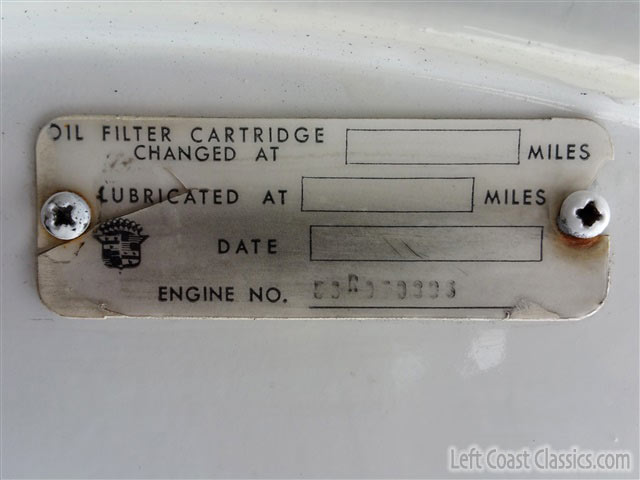 OIL FILTER CARTRIDGE
CHANGED AT MILES
LUBRICATED AT MILES
DATE
ENGINE NO.
Left Coast Classics.com